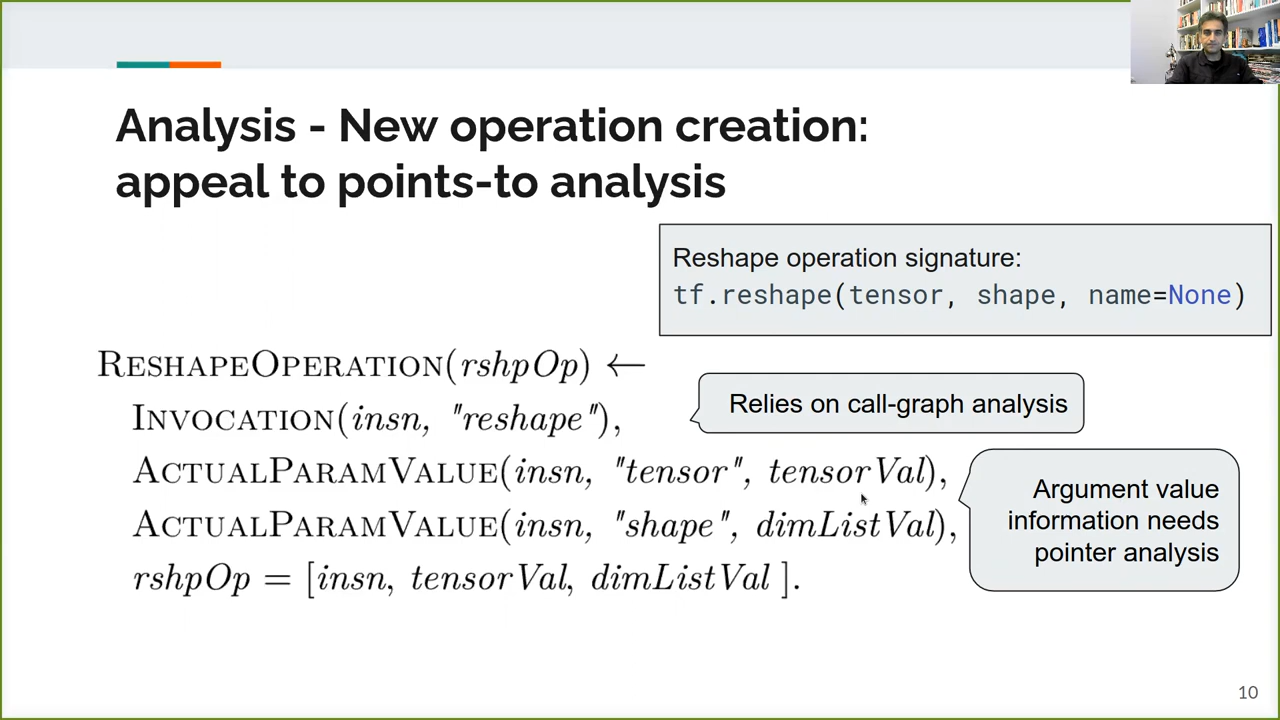 Analysis - New operation creation:
appeal to points-to analysis
Reshape operation signature:
tf.reshape(tensor, shape, name=None)
RESHAPEOPERATION(rshpOp) ←
INVOCATION(insn, "reshape"),
Relies on call-graph analysis
ACTUALPARAMVALUE(insn, "tensor", tensorVal),
ACTUALPARAMVALUE(insn, "shape", dimListVal),
rshpOp = [insn, tensorVal, dimListVal ].
Argument value
information needs
pointer analysis
10